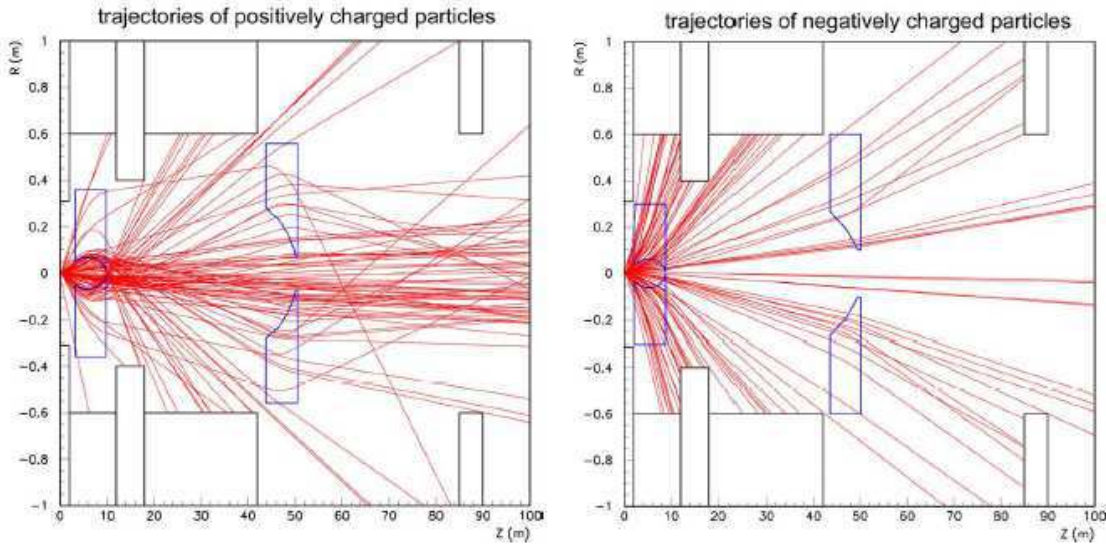 trajectories of positively charged particles
R (m)
1
0.8
0.6
0.4
0.2
0
−0.2
−0.4
−0.6
−0.8
−1
0 10 20 30 40 50 60 70 80 90 100
Z (m)
trajectories of negatively charged particles
R (m)
1
0.8
0.6
0.4
0.2
0
−0.2
−0.4
−0.6
−0.8
−1
0 10 20 30 40 50 60 70 80 90 100
Z (m)